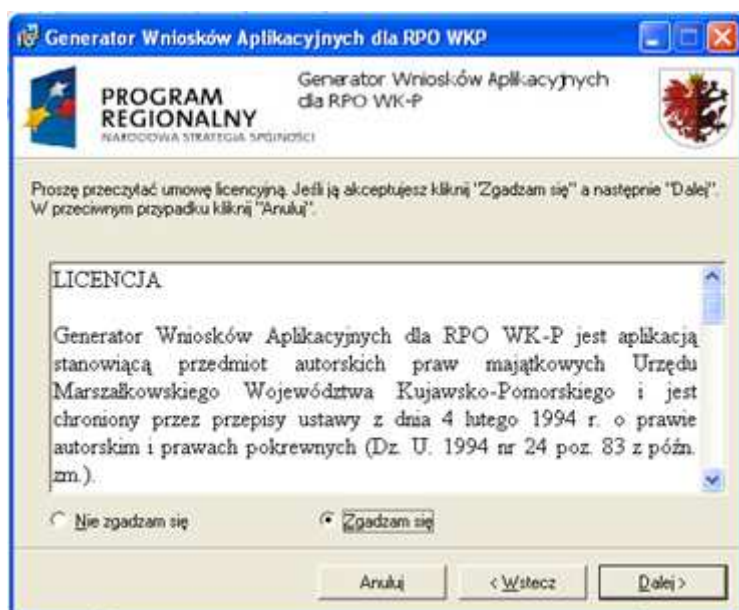 Generator Wniosków Aplikacyjnych dla RPO WKP
PROGRAM
REGIONALNY
NARODOWA STRATEGIA SPÓJNOŚCI
Generator Wniosków Aplikacyjnych
dla RPO WK-P
Proszę przeczytać umowę licencyjną. Jeśli ją akceptujesz kliknij "Zgadzam się" a następnie "Dalej".
W przeciwnym przypadku kliknij "Anuluj".
LICENCJA
Generator Wniosków Aplikacyjnych dla RPO WK-P jest aplikacją
stanowiącą przedmiot autorskich praw majątkowych Urzędu
Marszałkowskiego Województwa Kujawsko-Pomorskiego i jest
chroniony przez przepisy ustawy z dnia 4 lutego 1994 r. o prawie
autorskim i prawach pokrewnych (Dz. U. 1994 nr 24 poz. 83 z późn.
zm.).
Nie zgadzam się Zgadzam się
Anuluj < Wstecz Dalej >